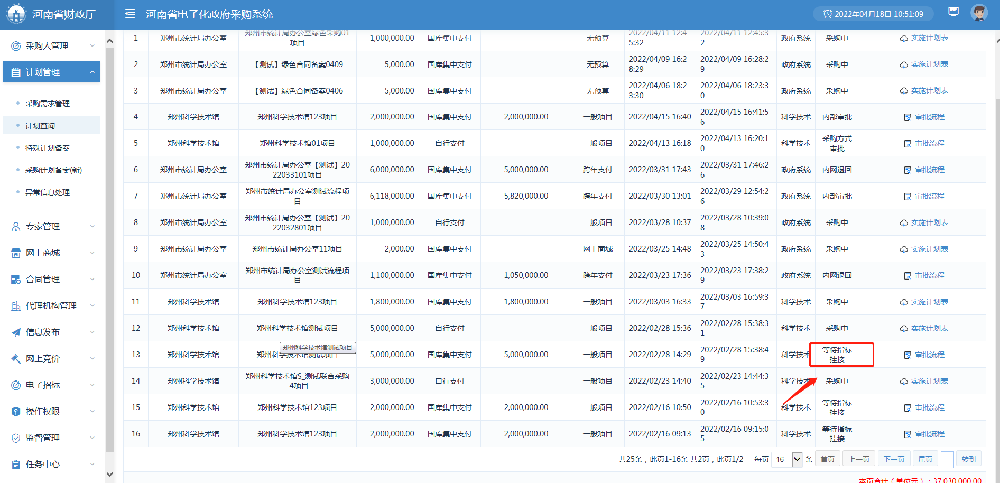 河南省财政厅
河南省电子化政府采购系统
2022年04月18日 10:51:09
采购人管理
计划管理
采购需求管理
计划查询
特殊计划备案
采购计划备案(新)
异常信息处理
专家管理
网上商城
合同管理
代理机构管理
信息发布
网上竞价
电子招标
操作权限
监督管理
任务中心
1 郑州市统计局办公室 郑州市统计局办公室绿色采购01 1,000,000.00 国库集中支付 无预算 2022/04/11 12:4 2022/04/11 12:45:3 政府系统 采购中 实施计划表
项目 5:32 2
2 郑州市统计局办公室 【测试】绿色合同备案0409 5,000.00 国库集中支付 无预算 2022/04/09 16:2 2022/04/09 16:28:2 政府系统 采购中 实施计划表
8:29 9
3 郑州市统计局办公室 【测试】绿色合同备案0406 5,000.00 国库集中支付 无预算 2022/04/06 18:2 2022/04/06 18:23:3 政府系统 采购中 实施计划表
3:30 0
4 郑州科学技术馆 郑州科学技术馆123项目 2,000,000.00 国库集中支付 2,000,000.00 一般项目 2022/04/15 16:40 2022/04/15 16:41:5 科学技术 内部审批 审批流程
6
5 郑州科学技术馆 郑州科学技术馆01项目 1,000,000.00 自行支付 一般项目 2022/04/13 16:18 2022/04/13 16:20:1 科学技术 采购方式 审批流程
0 审批
6 郑州市统计局办公室 郑州市统计局办公室【测试】20 6,000,000.00 国库集中支付 5,000,000.00 跨年支付 2022/03/31 17:43 2022/03/31 17:46:2 政府系统 内网退回 审批流程
22033101项目 6
7 郑州市统计局办公室 郑州市统计局办公室测试流程项 6,118,000.00 国库集中支付 5,820,000.00 跨年支付 2022/03/30 13:01 2022/03/29 12:54:2 政府系统 内部审批 审批流程
目 6
8 郑州市统计局办公室 郑州市统计局办公室【测试】20 1,000,000.00 自行支付 一般项目 2022/03/28 10:37 2022/03/28 10:39:0 政府系统 采购中 实施计划表
22032801项目 8
9 郑州市统计局办公室 郑州市统计局办公室11项目 2,000.00 国库集中支付 网上商城 2022/03/25 14:48 2022/03/25 14:50:4 政府系统 采购中 实施计划表
3
10 郑州市统计局办公室 郑州市统计局办公室测试流程项 1,100,000.00 国库集中支付 1,050,000.00 跨年支付 2022/03/23 17:36 2022/03/23 17:38:2 政府系统 内网退回 审批流程
目 9
11 郑州科学技术馆 郑州科学技术馆123项目 1,800,000.00 国库集中支付 1,800,000.00 一般项目 2022/03/03 16:33 2022/03/03 16:59:3 科学技术 采购中 实施计划表
7
12 郑州科学技术馆 郑州科学技术馆测试项目 5,000,000.00 自行支付 一般项目 2022/02/28 15:36 2022/02/28 15:38:3 科学技术 采购中 实施计划表
1
郑州科学技术馆测试项目
13 郑州科学技术馆 郑州科学技术馆测试项目 5,000,000.00 国库集中支付 5,000,000.00 一般项目 2022/02/28 14:29 2022/02/28 15:38:4 科学技术 等待指标 审批流程
9 挂接
14 郑州科学技术馆 郑州科学技术馆S_测试联合采购 3,000,000.00 自行支付 一般项目 2022/02/23 14:40 2022/02/23 14:44:3 科学技术 采购中 实施计划表
-4项目 5
15 郑州科学技术馆 郑州科学技术馆123项目 2,000,000.00 国库集中支付 2,000,000.00 一般项目 2022/02/16 10:50 2022/02/16 10:53:3 科学技术 等待指标 审批流程
0 挂接
16 郑州科学技术馆 郑州科学技术馆123项目 2,000,000.00 国库集中支付 2,000,000.00 一般项目 2022/02/16 09:13 2022/02/16 09:15:0 科学技术 等待指标 审批流程
5 挂接
共25条，此页1-16条 共2页，此页1/2 每页 16 条 首页 上一页 下一页 尾页 转到
本页合计（单位元）：37,030,000.00